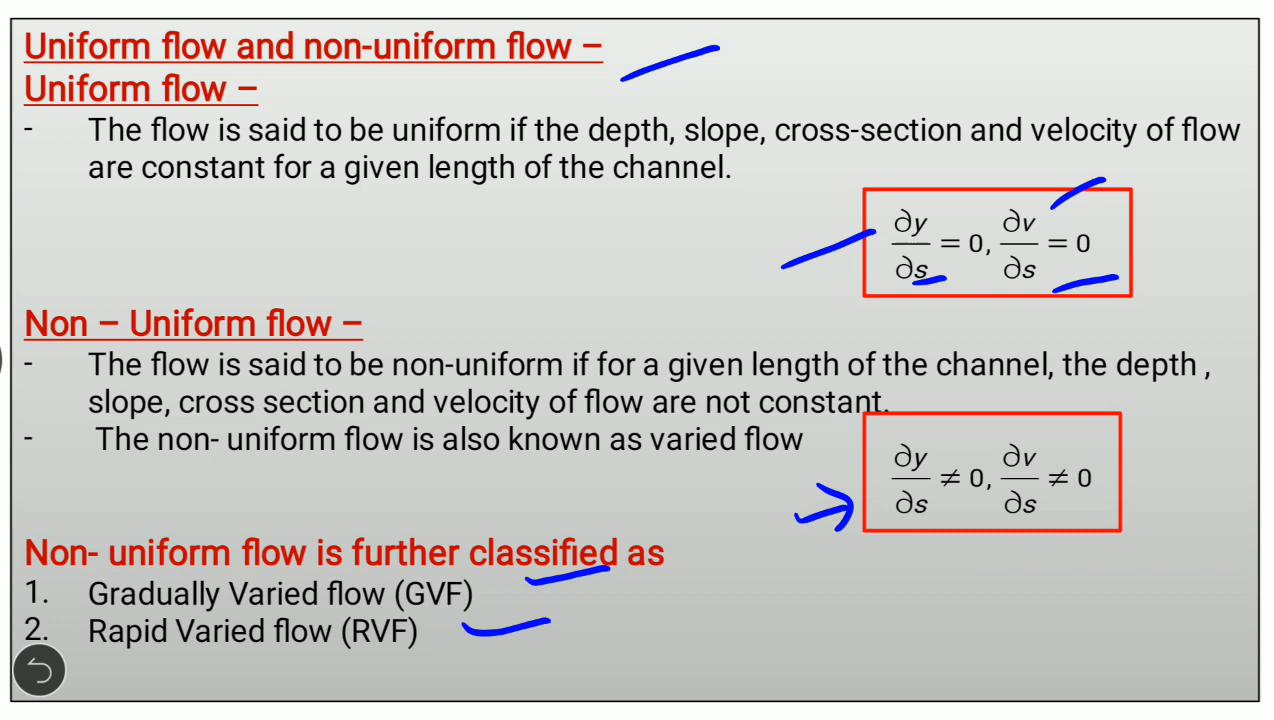 Uniform flow and non-uniform flow –
Uniform flow –
- The flow is said to be uniform if the depth, slope, cross-section and velocity of flow
are constant for a given length of the channel.
∂y/∂s = 0, ∂v/∂s = 0
Non – Uniform flow –
- The flow is said to be non-uniform if for a given length of the channel, the depth ,
slope, cross section and velocity of flow are not constant.
- The non- uniform flow is also known as varied flow
∂y/∂s ≠ 0, ∂v/∂s ≠ 0
Non- uniform flow is further classified as
1. Gradually Varied flow (GVF)
2. Rapid Varied flow (RVF)